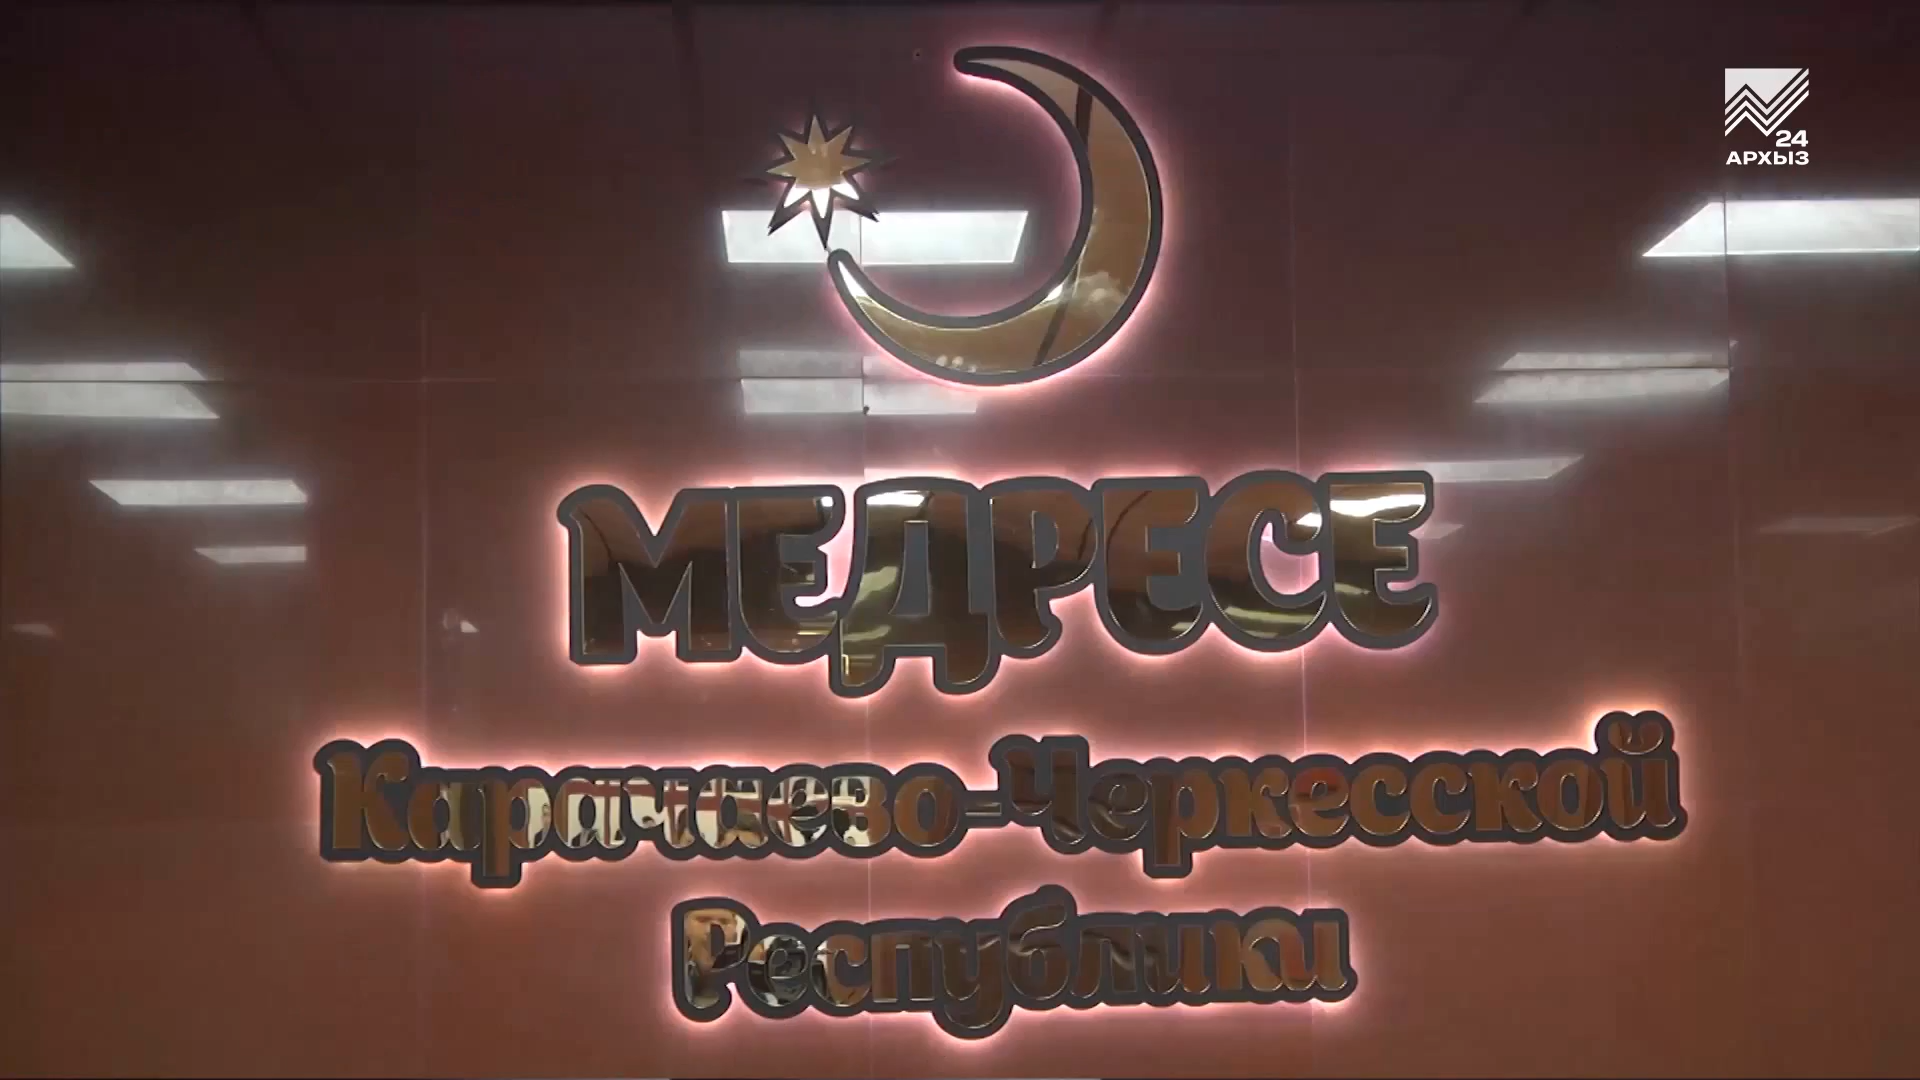 24
АРХЫЗ
МЕДРЕСЕ
Карачаево-Черкесской
Республики